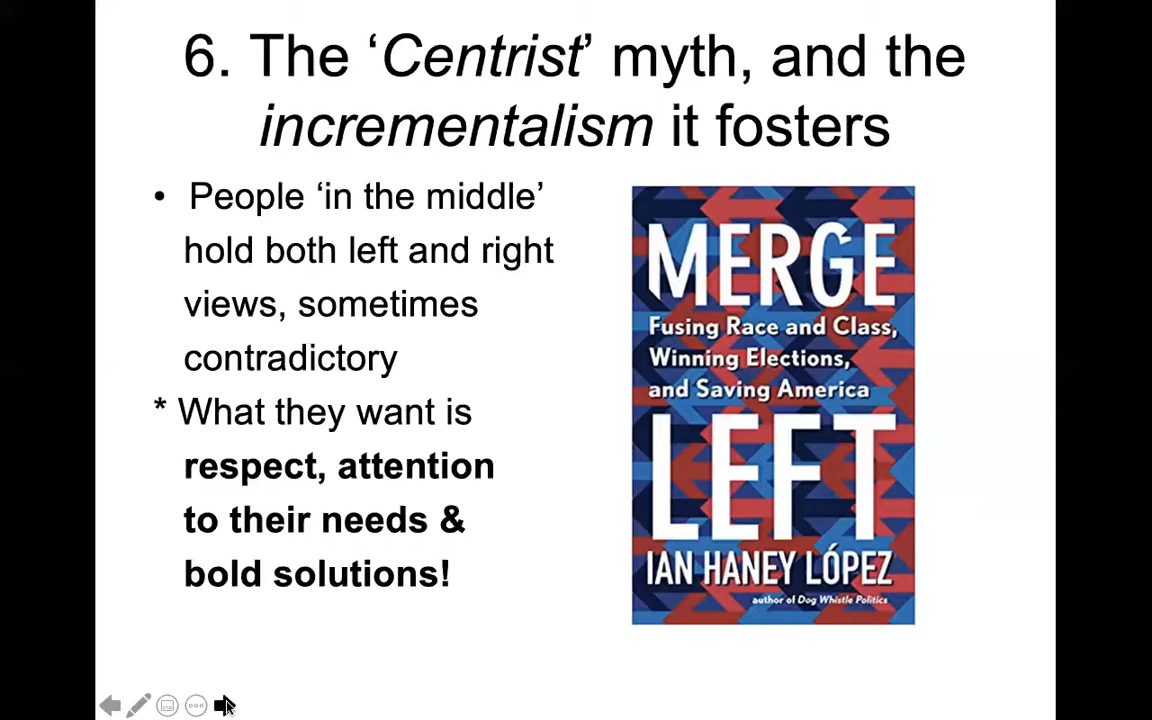 6. The ‘Centrist’ myth, and the
incrementalism it fosters
• People ‘in the middle’
hold both left and right
views, sometimes
contradictory
* What they want is
respect, attention
to their needs &
bold solutions!
MERGE
Fusing Race and Class,
Winning Elections,
and Saving America
LEFT
IAN HANEY LÓPEZ
author of Dog Whistle Politics